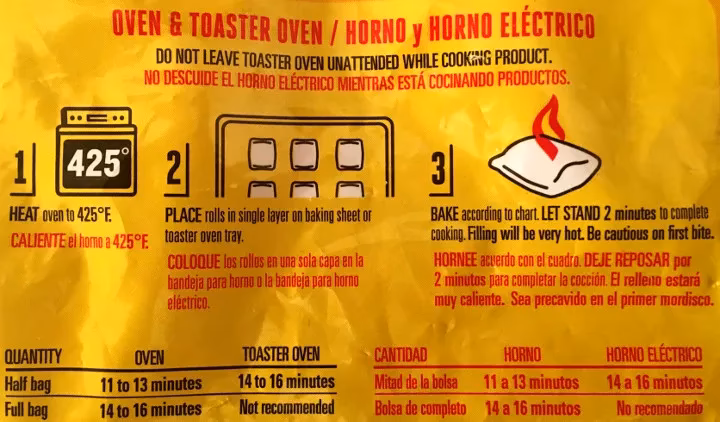 OVEN & TOASTER OVEN / HORNO y HORNO ELÉCTRICO
DO NOT LEAVE TOASTER OVEN UNATTENDED WHILE COOKING PRODUCT.
NO DESCUIDE EL HORNO ELÉCTRICO MIENTRAS ESTÁ COCINANDO PRODUCTOS.
1
425°
HEAT oven to 425°F.
CALIENTE el horno a 425°F.
2
PLACE rolls in single layer on baking sheet or
toaster oven tray.
COLOQUE los rollos en una sola capa en la
bandeja para horno o la bandeja para horno
eléctrico.
3
BAKE according to chart. LET STAND 2 minutes to complete
cooking. Filling will be very hot. Be cautious on first bite.
HORNEE acuerdo con el cuadro. DEJE REPOSAR por
2 minutos para completar la cocción. El relleno estará
muy caliente. Sea precavido en el primer mordisco.
QUANTITY OVEN TOASTER OVEN
Half bag 11 to 13 minutes 14 to 16 minutes
Full bag 14 to 16 minutes Not recommended
CANTIDAD HORNO HORNO ELÉCTRICO
Mitad de la bolsa 11 a 13 minutos 14 a 16 minutos
Bolsa de completo 14 a 16 minutos No recomendado